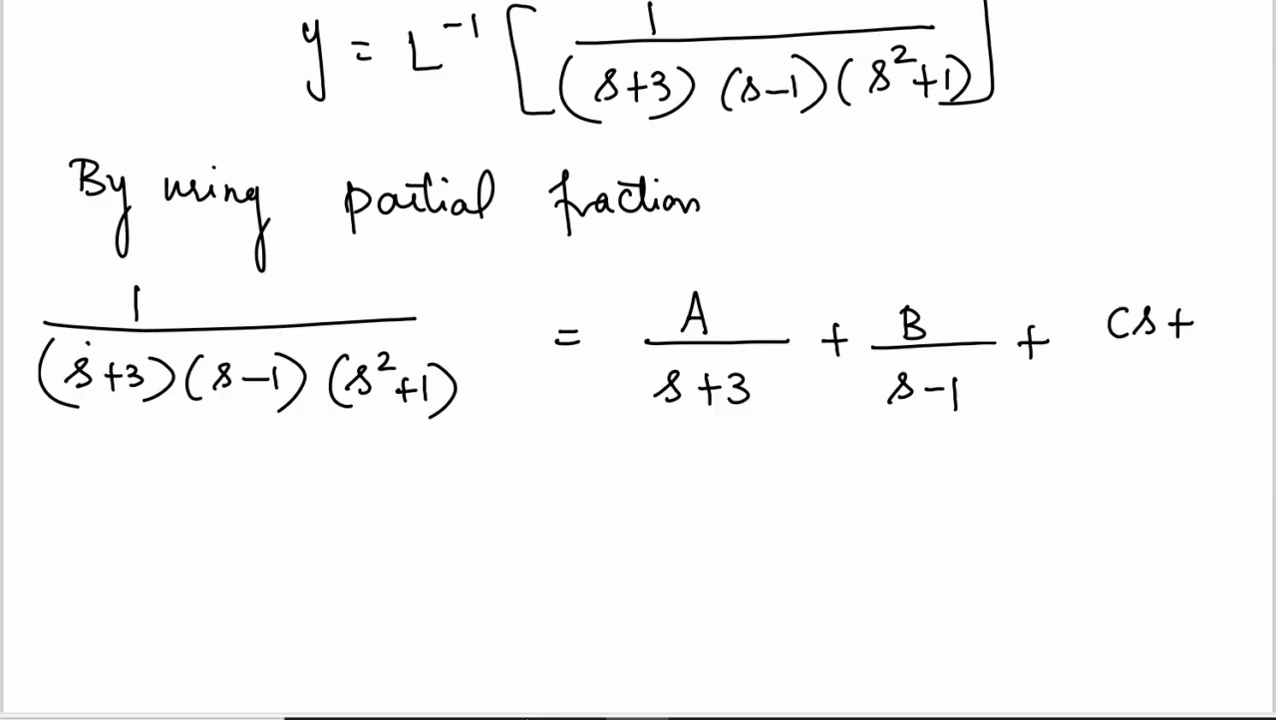 y = L⁻¹ [ 1 / (s+3) (s-1) (s²+1) ]
By using partial fraction
1 / (s+3) (s-1) (s²+1) = A / s+3 + B / s-1 + Cs+